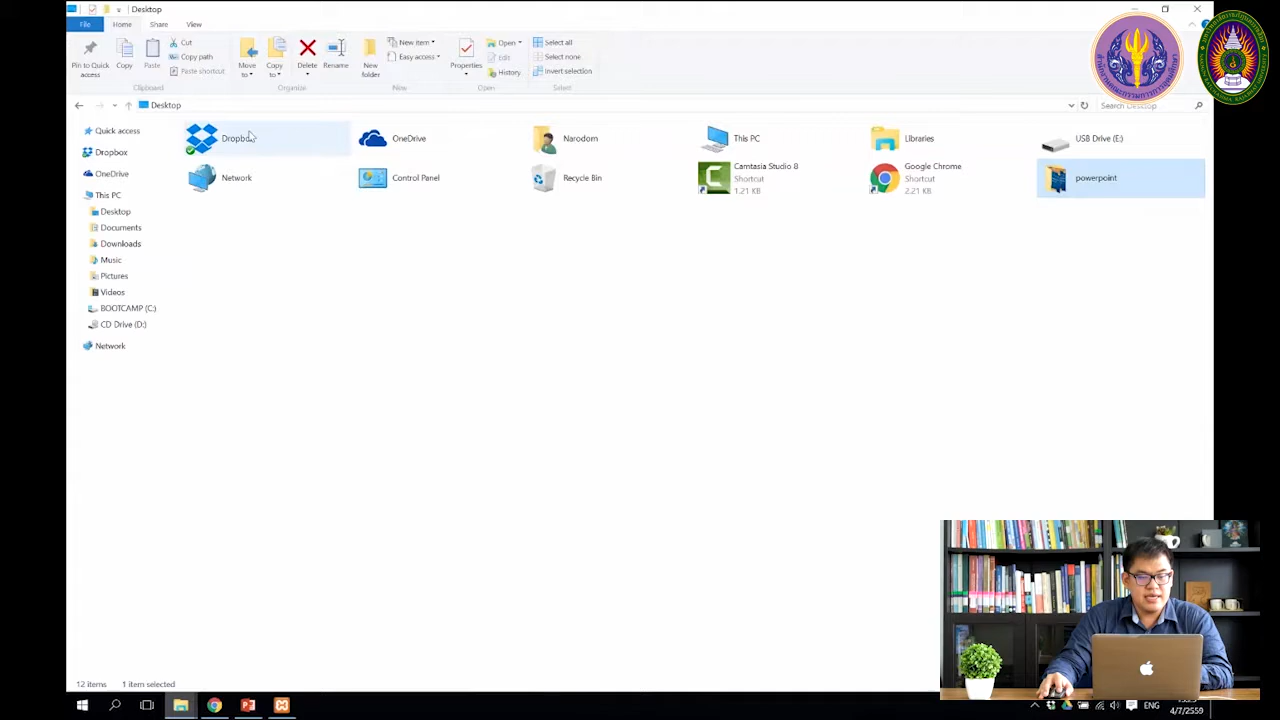 Desktop
File
Home
Share
View
Pin to Quick access
Copy
Paste
Cut
Copy path
Paste shortcut
Clipboard
Move to
Copy to
Delete
Rename
Organize
New folder
New item
Easy access
New
Properties
Open
Edit
History
Open
Select all
Select none
Invert selection
Select
Desktop
Search Desktop
Quick access
Dropbox
OneDrive
This PC
Desktop
Documents
Downloads
Music
Pictures
Videos
BOOTCAMP (C:)
CD Drive (D:)
Network
Dropbox
OneDrive
Narodom
This PC
Libraries
USB Drive (E:)
Network
Control Panel
Recycle Bin
Camtasia Studio 8
Shortcut
1.21 KB
Google Chrome
Shortcut
2.21 KB
powerpoint
12 items
1 item selected
ENG
4/7/2559